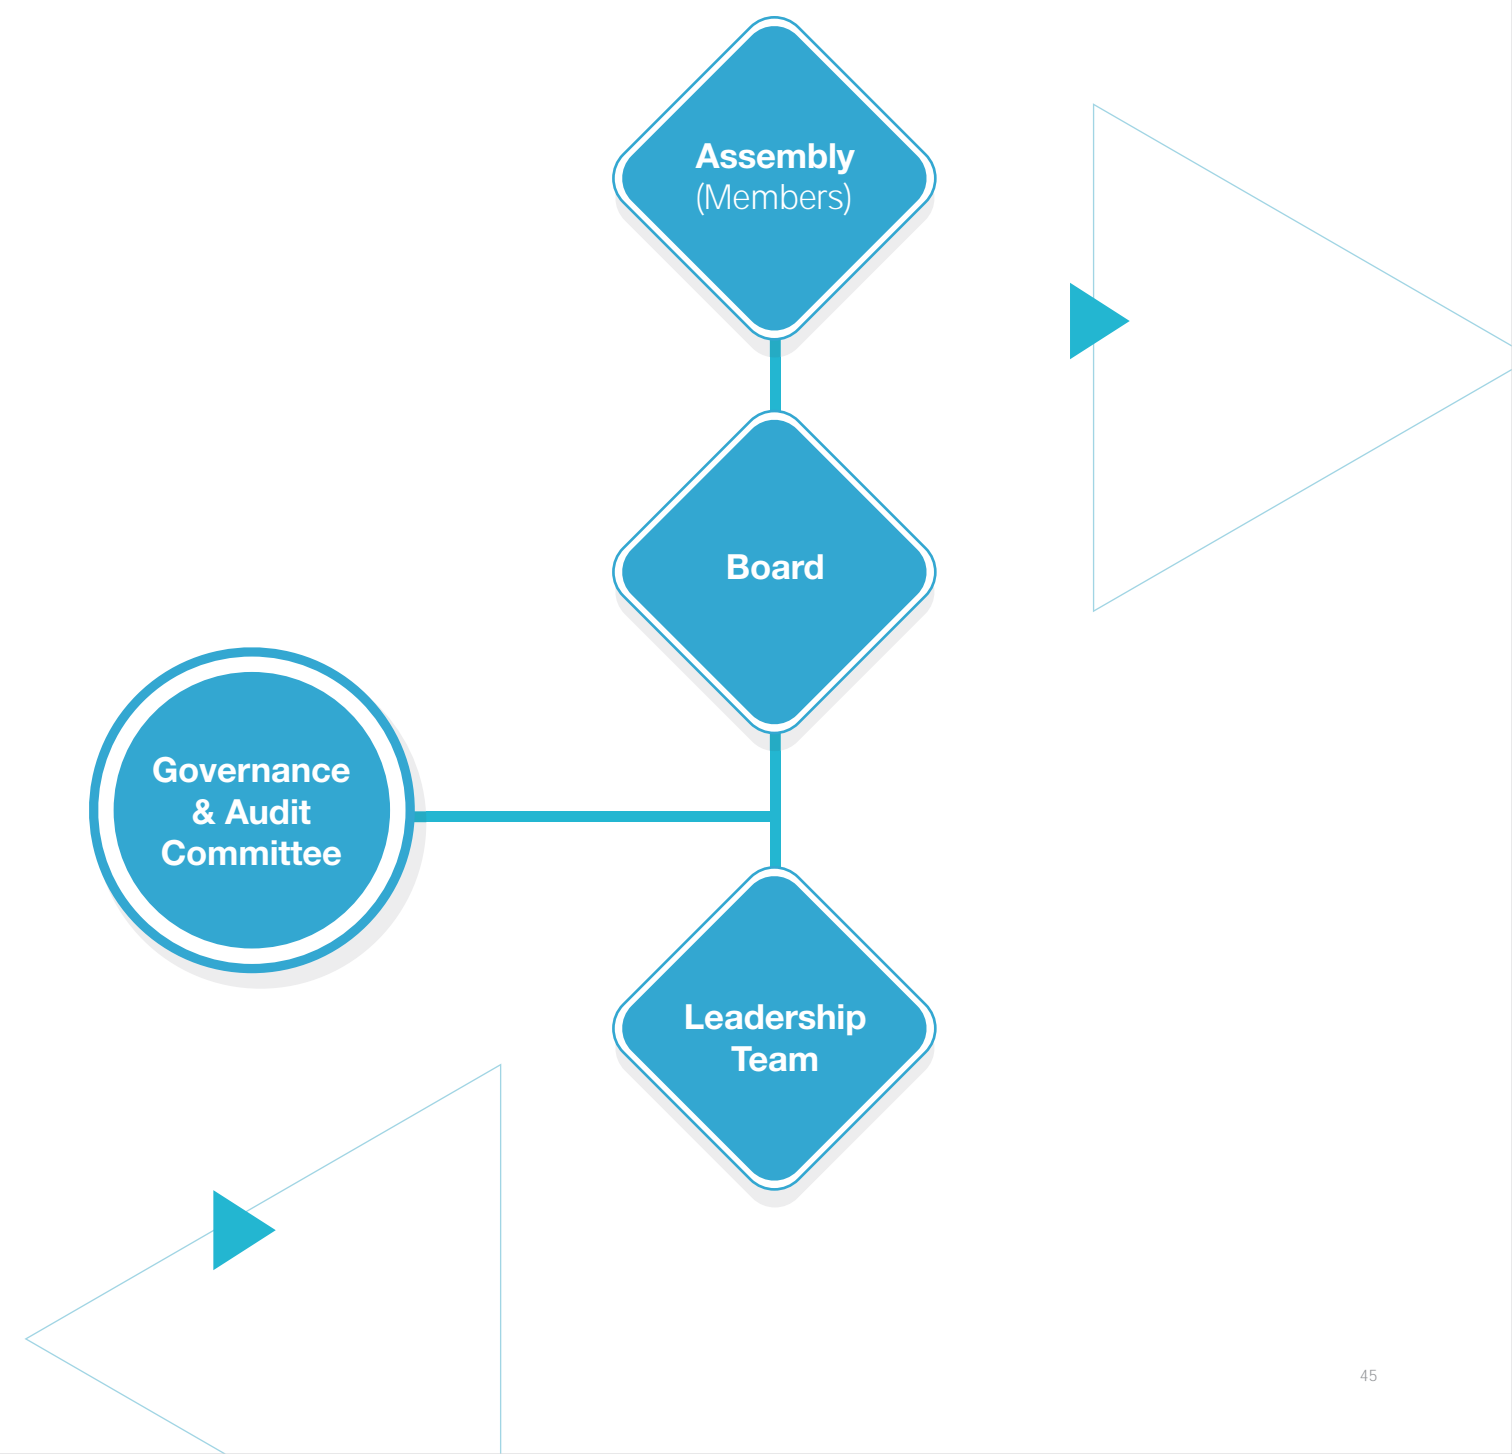 Assembly
(Members)
Board
Governance
& Audit
Committee
Leadership
Team
45